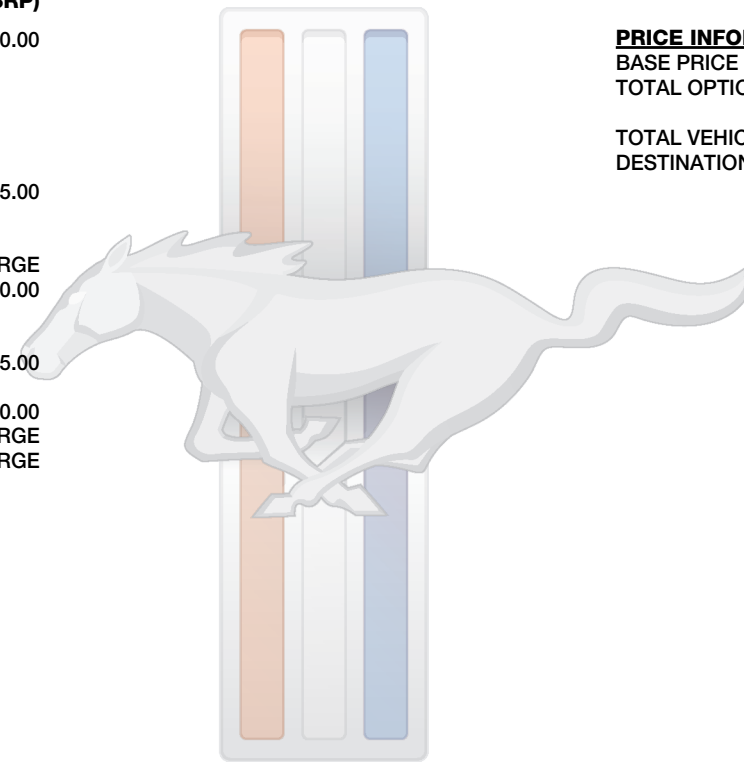 SRP)
0.00
5.00
RGE
0.00
5.00
0.00
RGE
RGE
PRICE INFO
BASE PRICE
TOTAL OPTIO
TOTAL VEHIC
DESTINATION